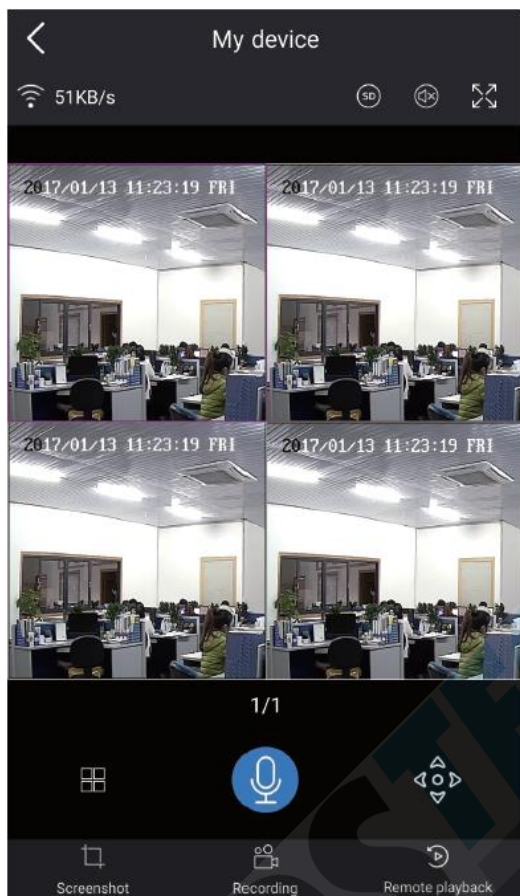 My device
51KB/s
SD
2017/01/13 11:23:19 FRI
2017/01/13 11:23:19 FRI
2017/01/13 11:23:19 FRI
2017/01/13 11:23:19 FRI
1/1
Screenshot
Recording
Remote playback